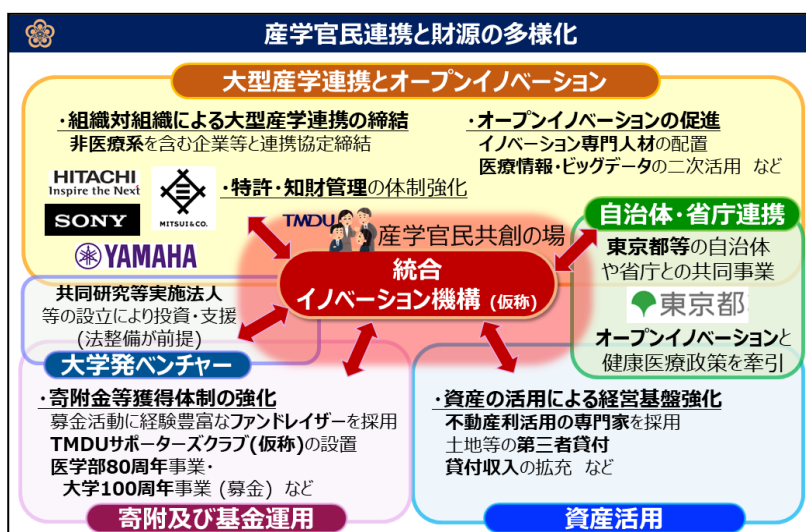 産学官民連携と財源の多様化
大型産学連携とオープンイノベーション
・組織対組織による大型産学連携の締結
非医療系を含む企業等と連携協定締結
HITACHI
Inspire the Next
SONY
MITSUI&CO.
YAMAHA
・特許・知財管理の体制強化
・オープンイノベーションの促進
イノベーション専門人材の配置
医療情報・ビッグデータの二次活用 など
TMDU
産学官民共創の場
統合
イノベーション機構 (仮称)
自治体・省庁連携
東京都等の自治体
や省庁との共同事業
東京都
オープンイノベーションと
健康医療政策を牽引
共同研究等実施法人
等の設立により投資・支援
(法整備が前提)
大学発ベンチャー
・寄附金等獲得体制の強化
募金活動に経験豊富なファンドレイザーを採用
TMDUサポーターズクラブ(仮称)の設置
医学部80周年事業・
大学100周年事業 (募金) など
寄附及び基金運用
・資産の活用による経営基盤強化
不動産利活用の専門家を採用
土地等の第三者貸付
貸付収入の拡充 など
資産活用